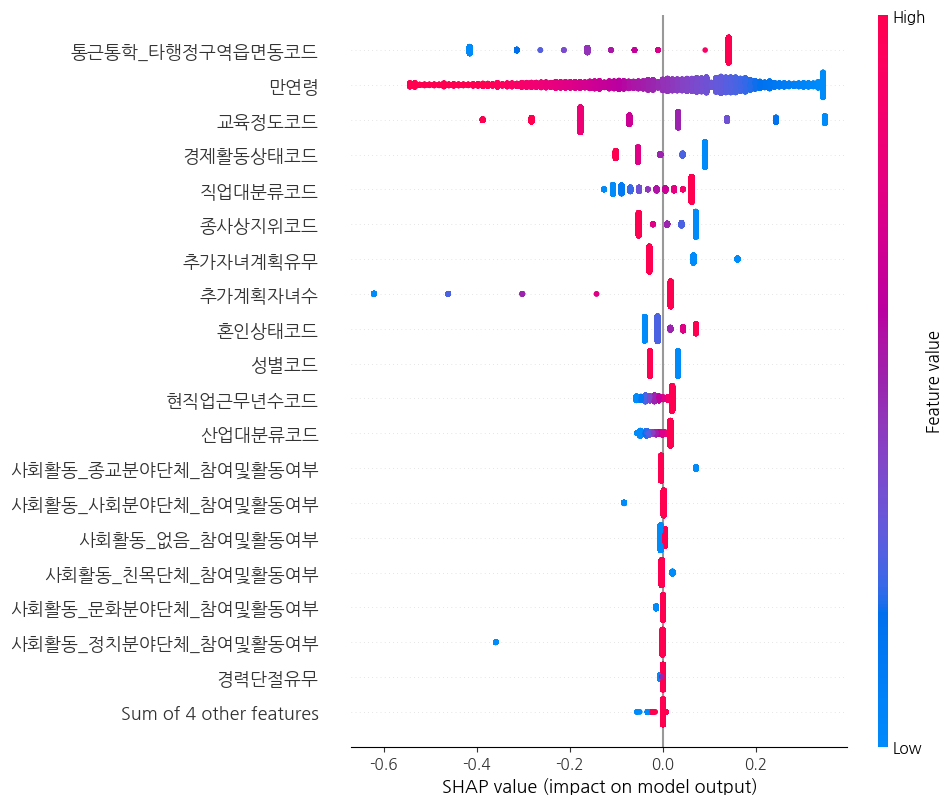 High
통근통학_타행정구역읍면동코드
만연령
교육정도코드
경제활동상태코드
직업대분류코드
종사상지위코드
추가자녀계획유무
추가계획자녀수
혼인상태코드
성별코드
현직업근무년수코드
산업대분류코드
사회활동_종교분야단체_참여및활동여부
사회활동_사회분야단체_참여및활동여부
사회활동_없음_참여및활동여부
사회활동_친목단체_참여및활동여부
사회활동_문화분야단체_참여및활동여부
사회활동_정치분야단체_참여및활동여부
경력단절유무
Sum of 4 other features
Feature value
Low
-0.6 -0.4 -0.2 0.0 0.2
SHAP value (impact on model output)